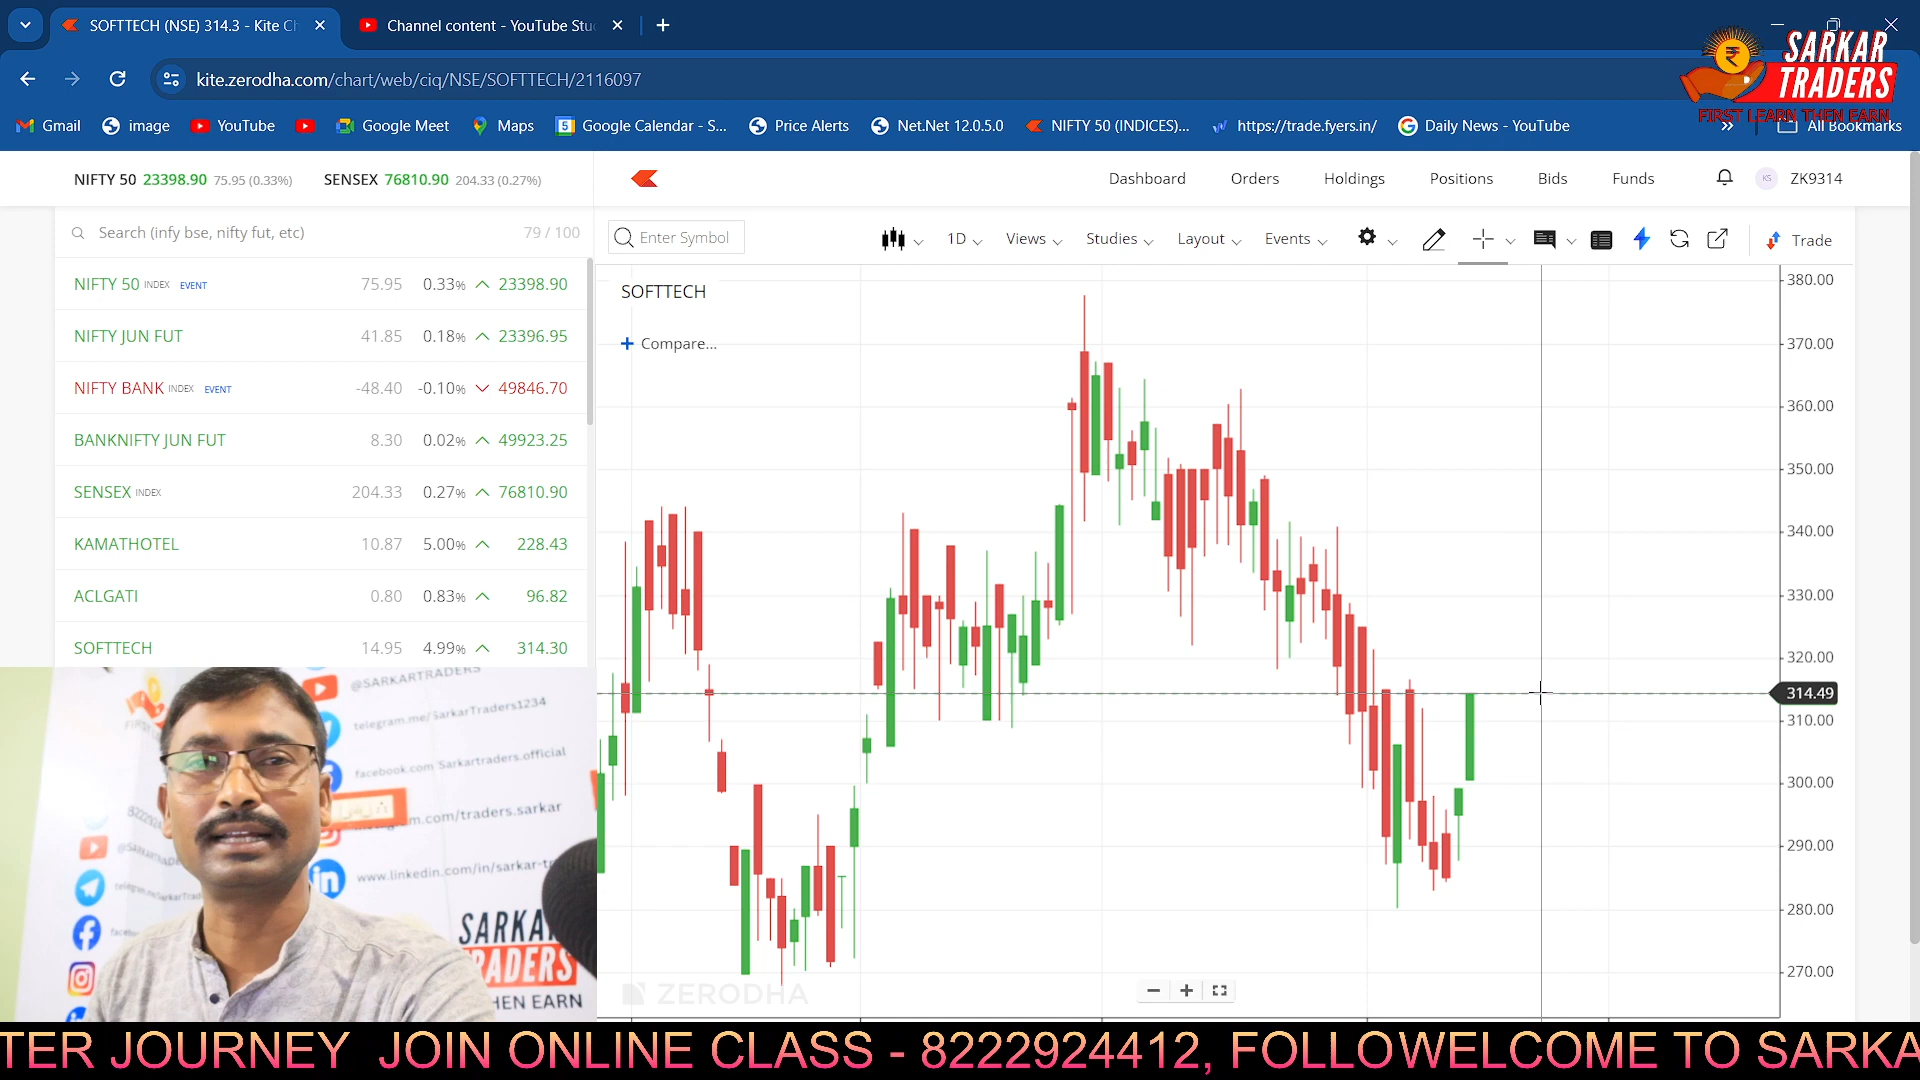 SOFTTECH (NSE) 314.3 - Kite Ch
Channel content - YouTube Stu
kite.zerodha.com/chart/web/ciq/NSE/SOFTTECH/2116097
SARKAR
TRADERS
FIRST LEARN THEN EARN
Gmail image YouTube Google Meet Maps Google Calendar - S... Price Alerts Net.Net 12.0.5.0 NIFTY 50 (INDICES)... https://trade.fyers.in/ Daily News - YouTube All Bookmarks
NIFTY 50 23398.90 75.95 (0.33%) SENSEX 76810.90 204.33 (0.27%)
Dashboard Orders Holdings Positions Bids Funds KS ZK9314
Search (infy bse, nifty fut, etc) 79 / 100
Enter Symbol 1D Views Studies Layout Events Trade
NIFTY 50 INDEX EVENT 75.95 0.33% 23398.90
NIFTY JUN FUT 41.85 0.18% 23396.95
NIFTY BANK INDEX EVENT -48.40 -0.10% 49846.70
BANKNIFTY JUN FUT 8.30 0.02% 49923.25
SENSEX INDEX 204.33 0.27% 76810.90
KAMATHOTEL 10.87 5.00% 228.43
ACLGATI 0.80 0.83% 96.82
SOFTTECH 14.95 4.99% 314.30
SOFTTECH
Compare...
380.00
370.00
360.00
350.00
340.00
330.00
320.00
314.49
310.00
300.00
290.00
280.00
270.00
ZERODHA
@SARKARTRADERS
telegram.me/SarkarTraders1234
facebook.com/Sarkartraders.official
m.com/traders.sarkar
www.linkedin.com/in/sarkar-tr
SARKA
TRADERS
HEN EARN
TER JOURNEY JOIN ONLINE CLASS - 8222924412, FOLLOWELCOME TO SARKA